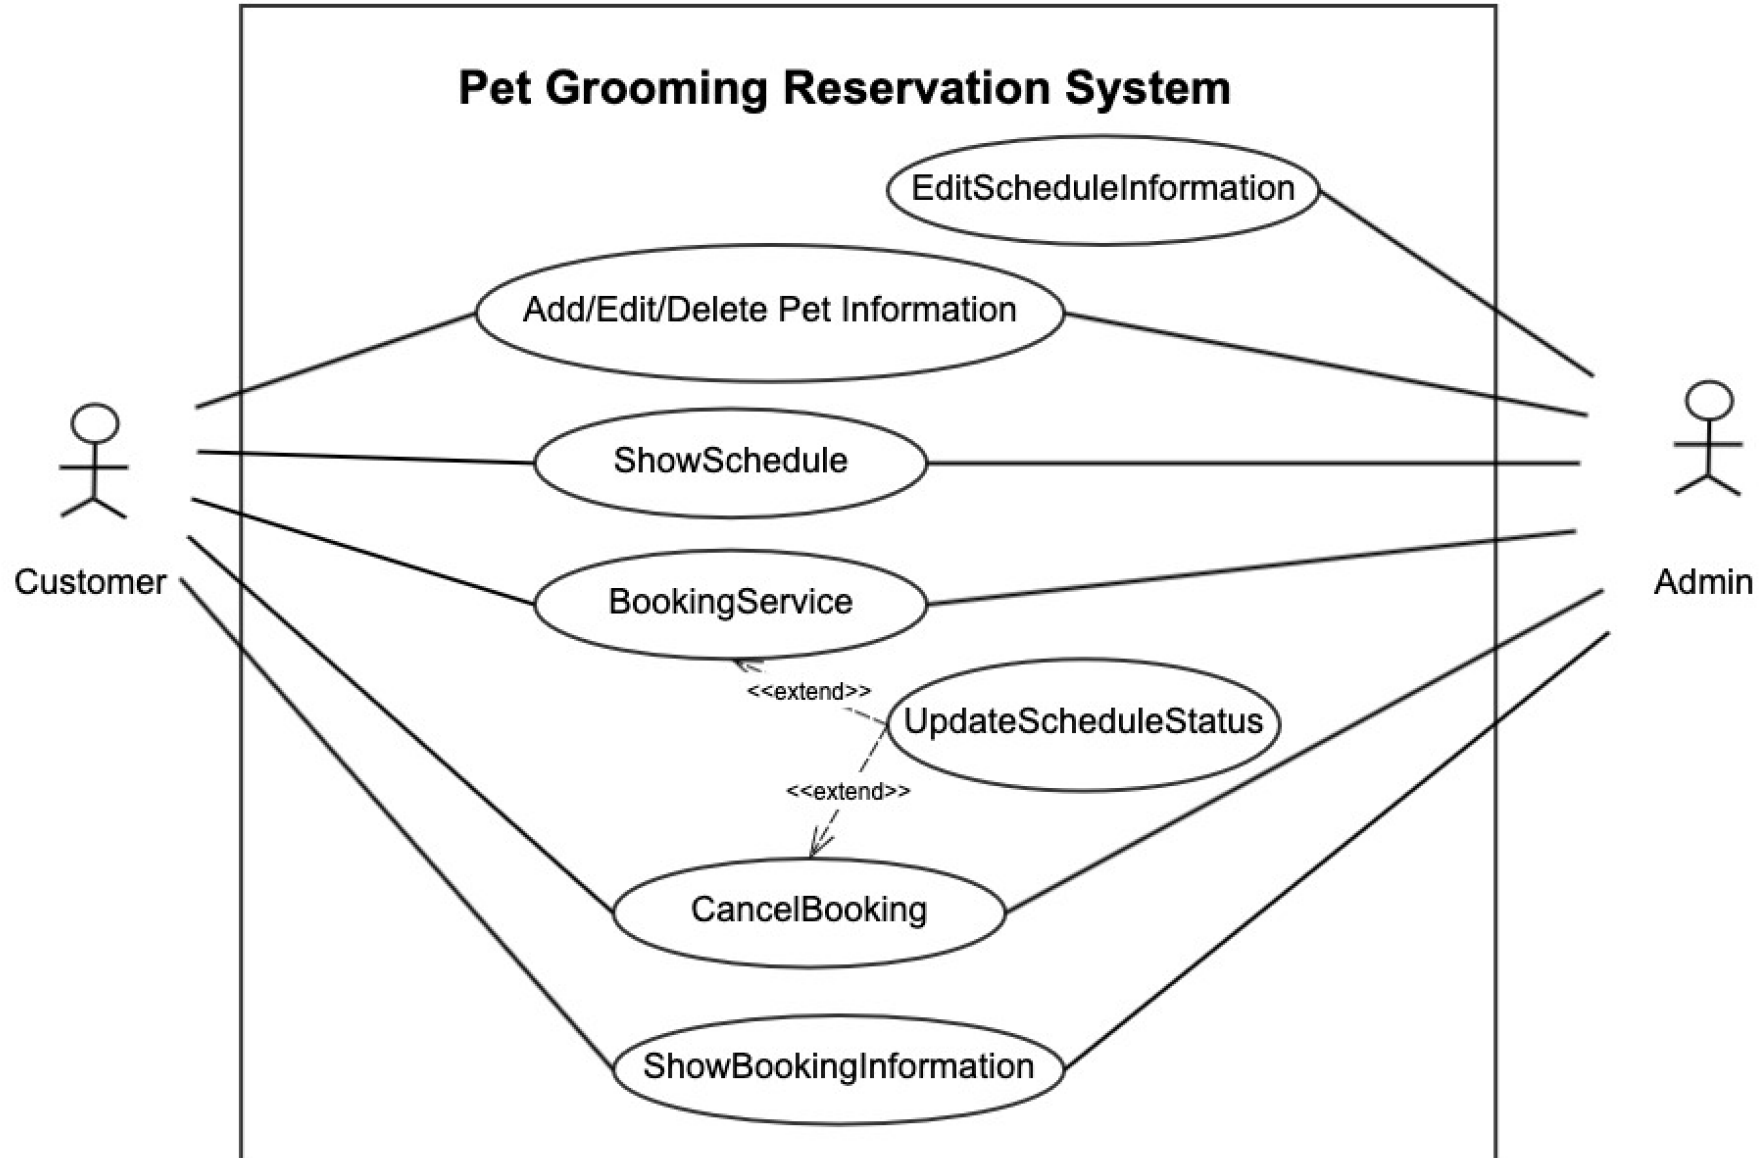 Pet Grooming Reservation System
EditScheduleInformation
Add/Edit/Delete Pet Information
ShowSchedule
Customer
BookingService
Admin
<<extend>>
UpdateScheduleStatus
<<extend>>
CancelBooking
ShowBookingInformation